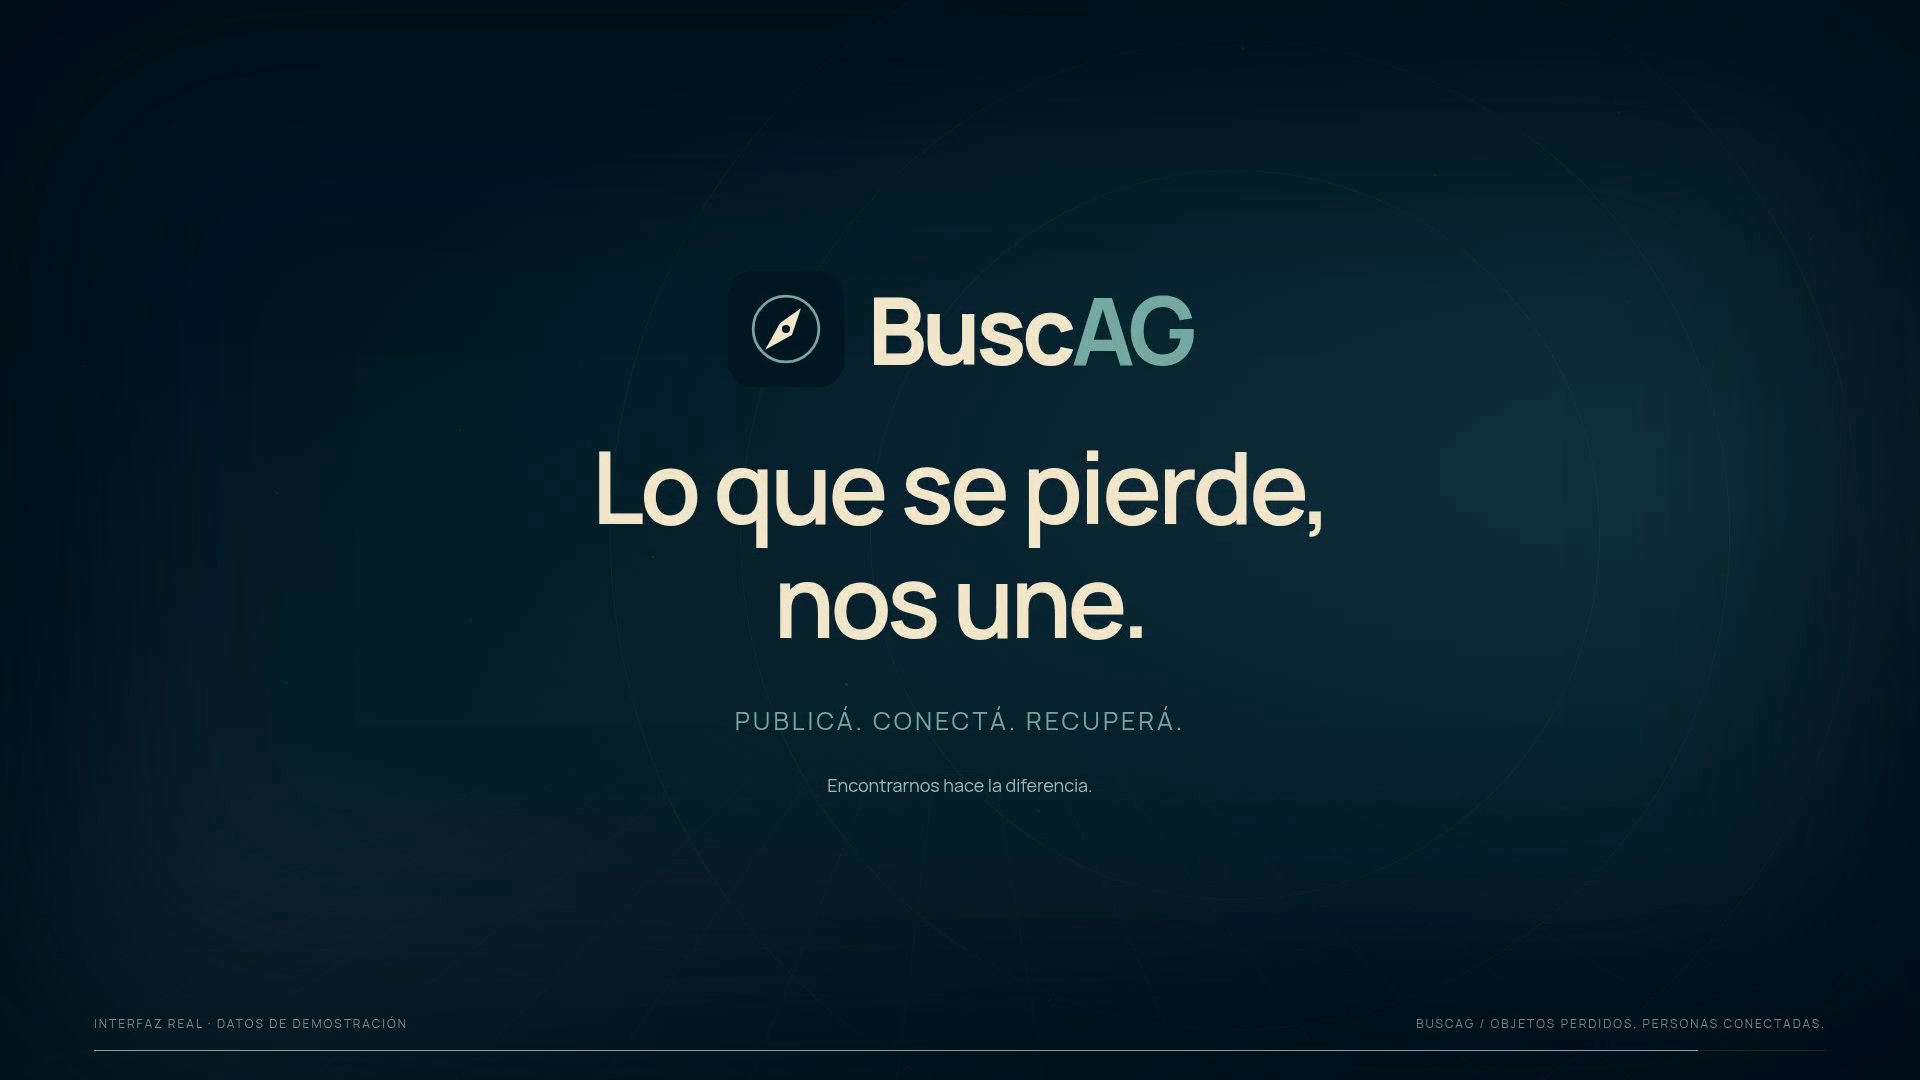 BuscAG
Lo que se pierde,
nos une.
PUBLICÁ. CONECTÁ. RECUPERÁ.
Encontrarnos hace la diferencia.
INTERFAZ REAL · DATOS DE DEMOSTRACIÓN
BUSCAG / OBJETOS PERDIDOS. PERSONAS CONECTADAS.